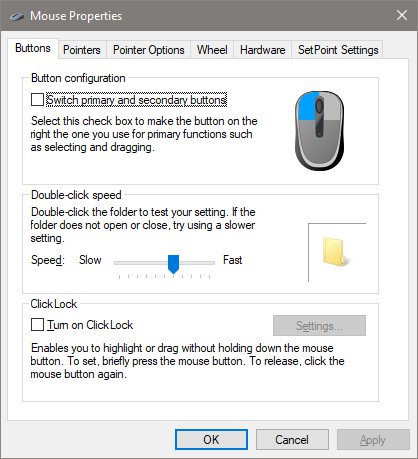 Mouse Properties
Buttons Pointers Pointer Options Wheel Hardware SetPoint Settings
Button configuration
Switch primary and secondary buttons
Select this check box to make the button on the
right the one you use for primary functions such
as selecting and dragging.
Double-click speed
Double-click the folder to test your setting. If the
folder does not open or close, try using a slower
setting.
Speed: Slow Fast
ClickLock
Turn on ClickLock
Settings...
Enables you to highlight or drag without holding down the mouse
button. To set, briefly press the mouse button. To release, click the
mouse button again.
OK Cancel Apply